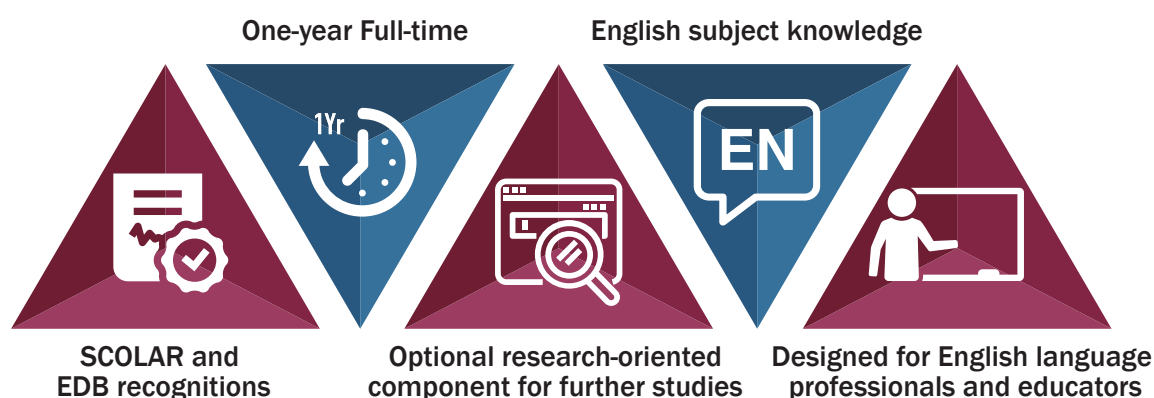 One-year Full-time
English subject knowledge
1Yr
EN
SCOLAR and
EDB recognitions
Optional research-oriented
component for further studies
Designed for English language
professionals and educators